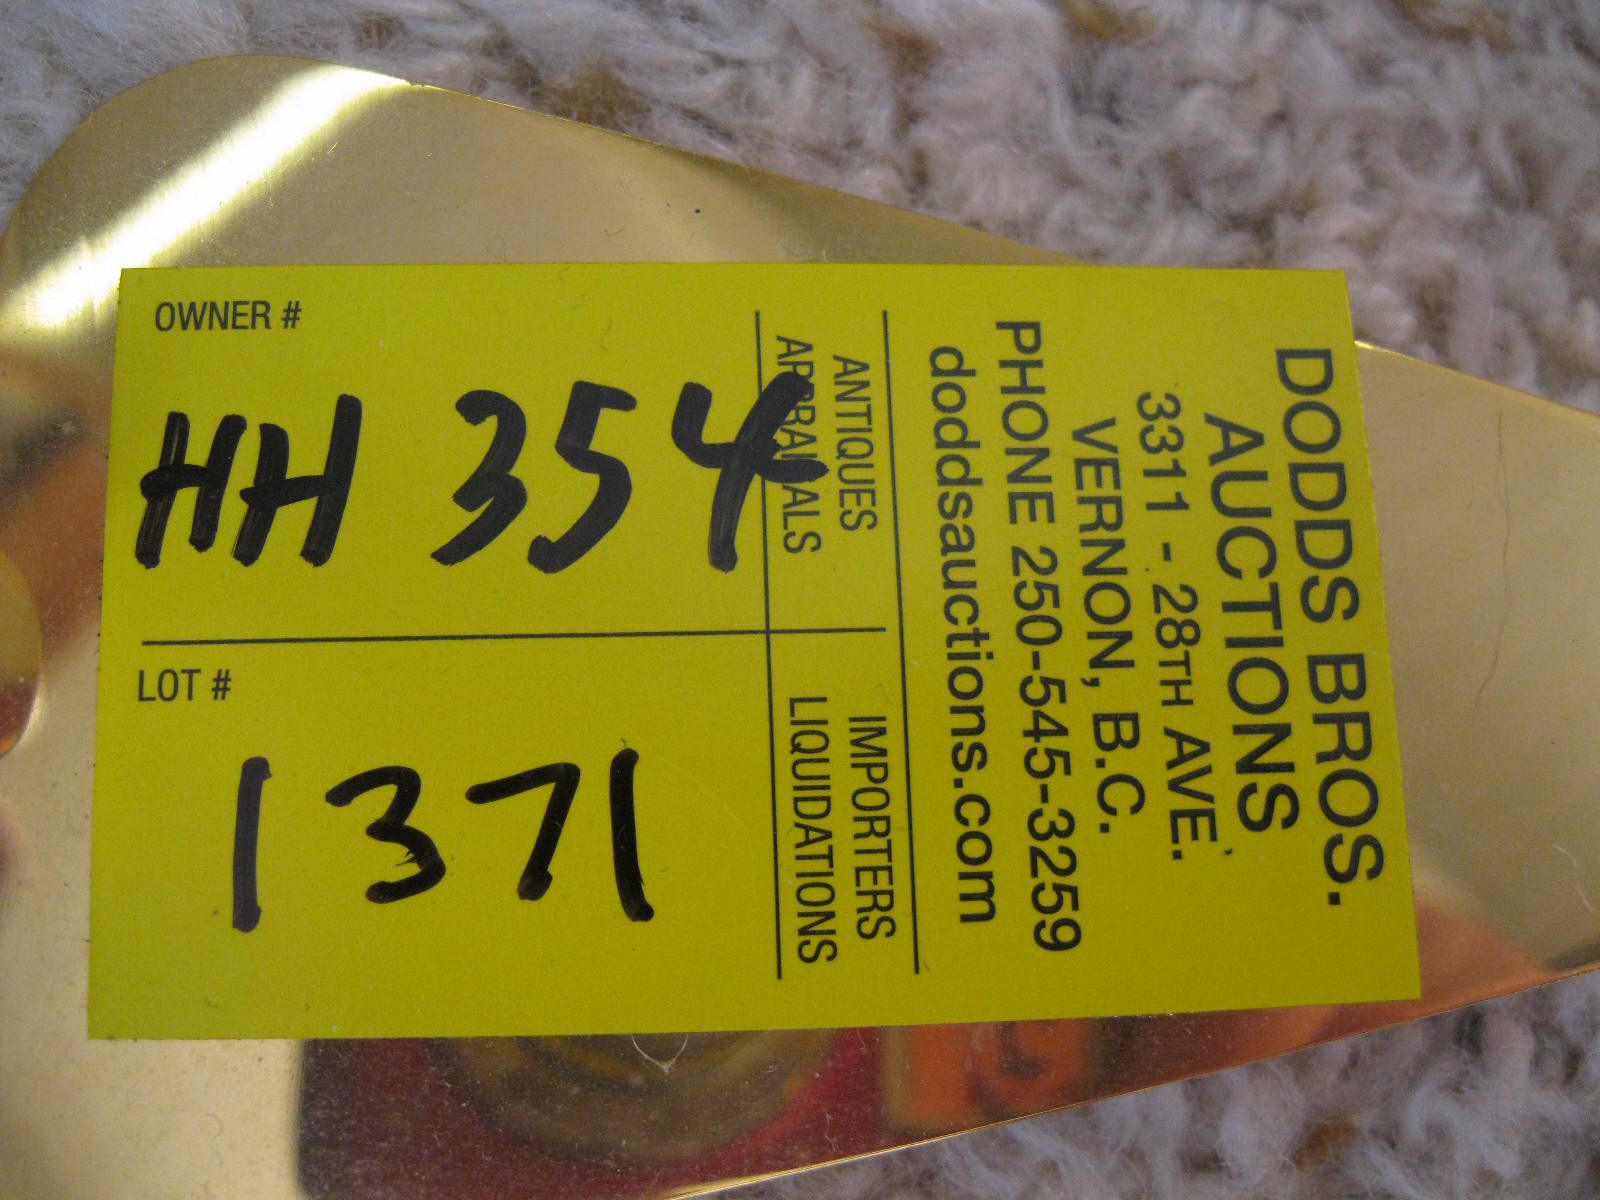 OWNER #
HH 354
LOT #
1371
DODDS BROS.
AUCTIONS
3311 - 28TH AVE.
VERNON, B.C.
PHONE 250-545-3259
doddsauctions.com
ANTIQUES
APPRAISALS
IMPORTERS
LIQUIDATIONS